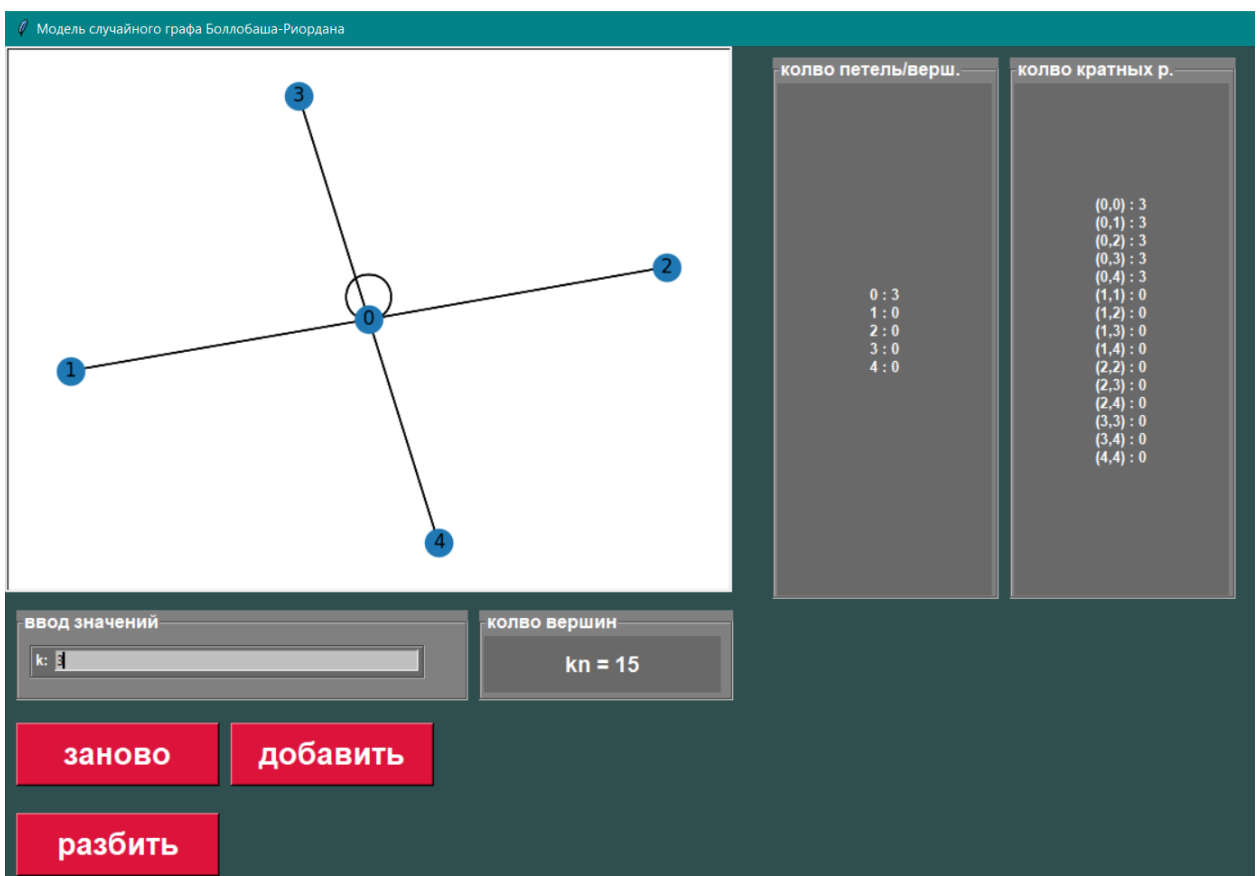 Модель случайного графа Боллобаша-Риордана
3
2
0
1
4
колво петель/верш.
0 : 3
1 : 0
2 : 0
3 : 0
4 : 0
колво кратных р.
(0,0) : 3
(0,1) : 3
(0,2) : 3
(0,3) : 3
(0,4) : 3
(1,1) : 0
(1,2) : 0
(1,3) : 0
(1,4) : 0
(2,2) : 0
(2,3) : 0
(2,4) : 0
(3,3) : 0
(3,4) : 0
(4,4) : 0
ввод значений
k: 3
колво вершин
kn = 15
заново
добавить
разбить